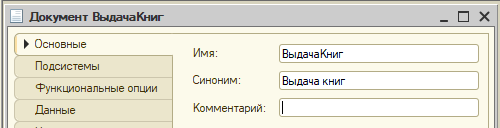 Документ ВыдачаКниг
Основные
Подсистемы
Функциональные опции
Данные
Имя: ВыдачаКниг
Синоним: Выдача книг
Комментарий: